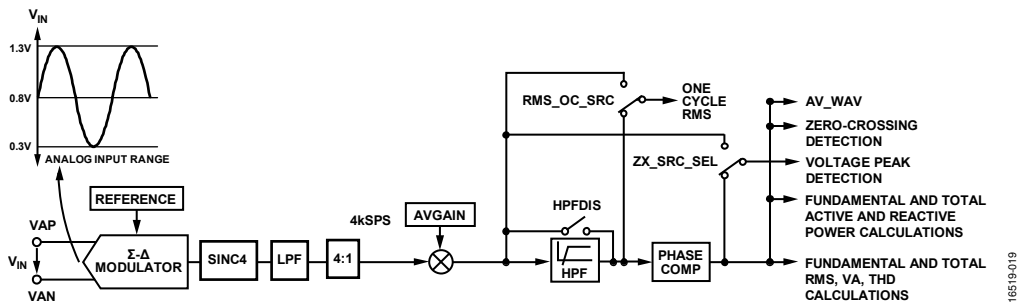 VIN
1.3V
0.8V
0.3V
ANALOG INPUT RANGE
REFERENCE
VAP
VIN
VAN
Σ-Δ
MODULATOR
SINC4
LPF
4:1
4kSPS
AVGAIN
RMS_OC_SRC
ONE
CYCLE
RMS
ZX_SRC_SEL
HPFDIS
HPF
PHASE
COMP
AV_WAV
ZERO-CROSSING
DETECTION
VOLTAGE PEAK
DETECTION
FUNDAMENTAL AND TOTAL
ACTIVE AND REACTIVE
POWER CALCULATIONS
FUNDAMENTAL AND TOTAL
RMS, VA, THD
CALCULATIONS
16519-019